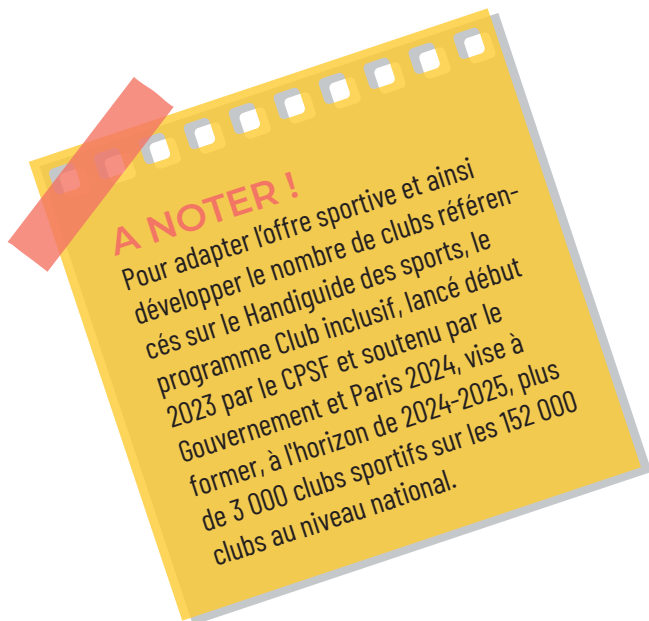 A NOTER !
Pour adapter l'offre sportive et ainsi
développer le nombre de clubs référen-
cés sur le Handiguide des sports, le
programme Club inclusif, lancé début
2023 par le CPSF et soutenu par le
Gouvernement et Paris 2024, vise à
former, à l'horizon de 2024-2025, plus
de 3 000 clubs sportifs sur les 152 000
clubs au niveau national.